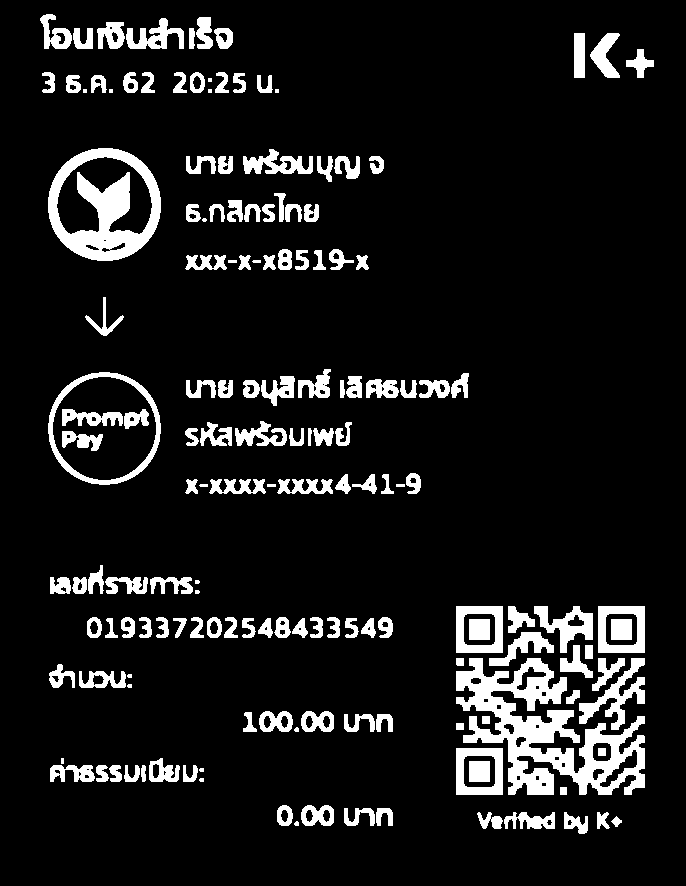 โอนเงินสำเร็จ
3 ธ.ค. 62 20:25 น.
K+
นาย พร้อมบุญ จ
ธ.กสิกรไทย
xxx-x-x8519-x
Prompt
Pay
นาย อนุสิทธิ์ เลิศธนวงศ์
รหัสพร้อมเพย์
x-xxxx-xxxx4-41-9
เลขที่รายการ:
019337202548433549
จำนวน:
100.00 บาท
ค่าธรรมเนียม:
0.00 บาท
Verified by K+